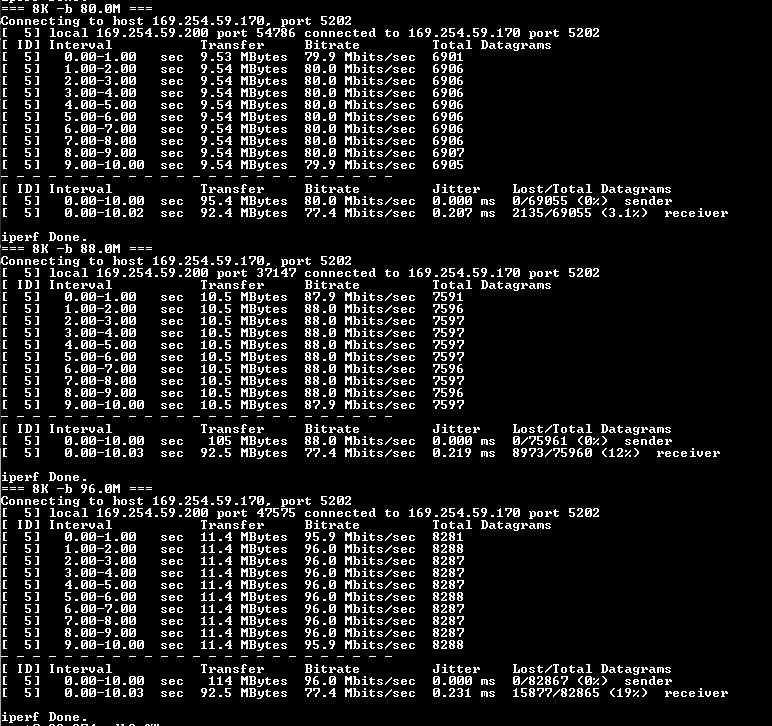 === 8K -b 80.0M ===
Connecting to host 169.254.59.170, port 5202
[  5] local 169.254.59.200 port 54786 connected to 169.254.59.170 port 5202
[ ID] Interval           Transfer     Bitrate         Total Datagrams
[  5]   0.00-1.00   sec  9.53 MBytes  79.9 Mbits/sec  6901
[  5]   1.00-2.00   sec  9.54 MBytes  80.0 Mbits/sec  6906
[  5]   2.00-3.00   sec  9.54 MBytes  80.0 Mbits/sec  6906
[  5]   3.00-4.00   sec  9.54 MBytes  80.0 Mbits/sec  6906
[  5]   4.00-5.00   sec  9.54 MBytes  80.0 Mbits/sec  6906
[  5]   5.00-6.00   sec  9.54 MBytes  80.0 Mbits/sec  6906
[  5]   6.00-7.00   sec  9.54 MBytes  80.0 Mbits/sec  6906
[  5]   7.00-8.00   sec  9.54 MBytes  80.0 Mbits/sec  6906
[  5]   8.00-9.00   sec  9.54 MBytes  80.0 Mbits/sec  6907
[  5]   9.00-10.00  sec  9.54 MBytes  79.9 Mbits/sec  6905
- - - - - - - - - - - - - - - - - - - - - - - - -
[ ID] Interval           Transfer     Bitrate         Jitter    Lost/Total Datagrams
[  5]   0.00-10.00  sec  95.4 MBytes  80.0 Mbits/sec  0.000 ms  0/69055 (0%)  sender
[  5]   0.00-10.02  sec  92.4 MBytes  77.4 Mbits/sec  0.207 ms  2135/69055 (3.1%)  receiver
iperf Done.
=== 8K -b 88.0M ===
Connecting to host 169.254.59.170, port 5202
[  5] local 169.254.59.200 port 37147 connected to 169.254.59.170 port 5202
[ ID] Interval           Transfer     Bitrate         Total Datagrams
[  5]   0.00-1.00   sec  10.5 MBytes  87.9 Mbits/sec  7591
[  5]   1.00-2.00   sec  10.5 MBytes  88.0 Mbits/sec  7596
[  5]   2.00-3.00   sec  10.5 MBytes  88.0 Mbits/sec  7597
[  5]   3.00-4.00   sec  10.5 MBytes  88.0 Mbits/sec  7597
[  5]   4.00-5.00   sec  10.5 MBytes  88.0 Mbits/sec  7596
[  5]   5.00-6.00   sec  10.5 MBytes  88.0 Mbits/sec  7597
[  5]   6.00-7.00   sec  10.5 MBytes  88.0 Mbits/sec  7596
[  5]   7.00-8.00   sec  10.5 MBytes  88.0 Mbits/sec  7597
[  5]   8.00-9.00   sec  10.5 MBytes  88.0 Mbits/sec  7596
[  5]   9.00-10.00  sec  10.5 MBytes  87.9 Mbits/sec  7597
- - - - - - - - - - - - - - - - - - - - - - - - -
[ ID] Interval           Transfer     Bitrate         Jitter    Lost/Total Datagrams
[  5]   0.00-10.00  sec   105 MBytes  88.0 Mbits/sec  0.000 ms  0/75961 (0%)  sender
[  5]   0.00-10.03  sec  92.5 MBytes  77.4 Mbits/sec  0.219 ms  8973/75960 (12%)  receiver
iperf Done.
=== 8K -b 96.0M ===
Connecting to host 169.254.59.170, port 5202
[  5] local 169.254.59.200 port 47575 connected to 169.254.59.170 port 5202
[ ID] Interval           Transfer     Bitrate         Total Datagrams
[  5]   0.00-1.00   sec  11.4 MBytes  95.9 Mbits/sec  8281
[  5]   1.00-2.00   sec  11.4 MBytes  96.0 Mbits/sec  8288
[  5]   2.00-3.00   sec  11.4 MBytes  96.0 Mbits/sec  8287
[  5]   3.00-4.00   sec  11.4 MBytes  96.0 Mbits/sec  8287
[  5]   4.00-5.00   sec  11.4 MBytes  96.0 Mbits/sec  8287
[  5]   5.00-6.00   sec  11.4 MBytes  96.0 Mbits/sec  8288
[  5]   6.00-7.00   sec  11.4 MBytes  96.0 Mbits/sec  8287
[  5]   7.00-8.00   sec  11.4 MBytes  96.0 Mbits/sec  8287
[  5]   8.00-9.00   sec  11.4 MBytes  96.0 Mbits/sec  8287
[  5]   9.00-10.00  sec  11.4 MBytes  95.9 Mbits/sec  8288
- - - - - - - - - - - - - - - - - - - - - - - - -
[ ID] Interval           Transfer     Bitrate         Jitter    Lost/Total Datagrams
[  5]   0.00-10.00  sec   114 MBytes  96.0 Mbits/sec  0.000 ms  0/82867 (0%)  sender
[  5]   0.00-10.03  sec  92.5 MBytes  77.4 Mbits/sec  0.231 ms  15877/82865 (19%)  receiver
iperf Done.